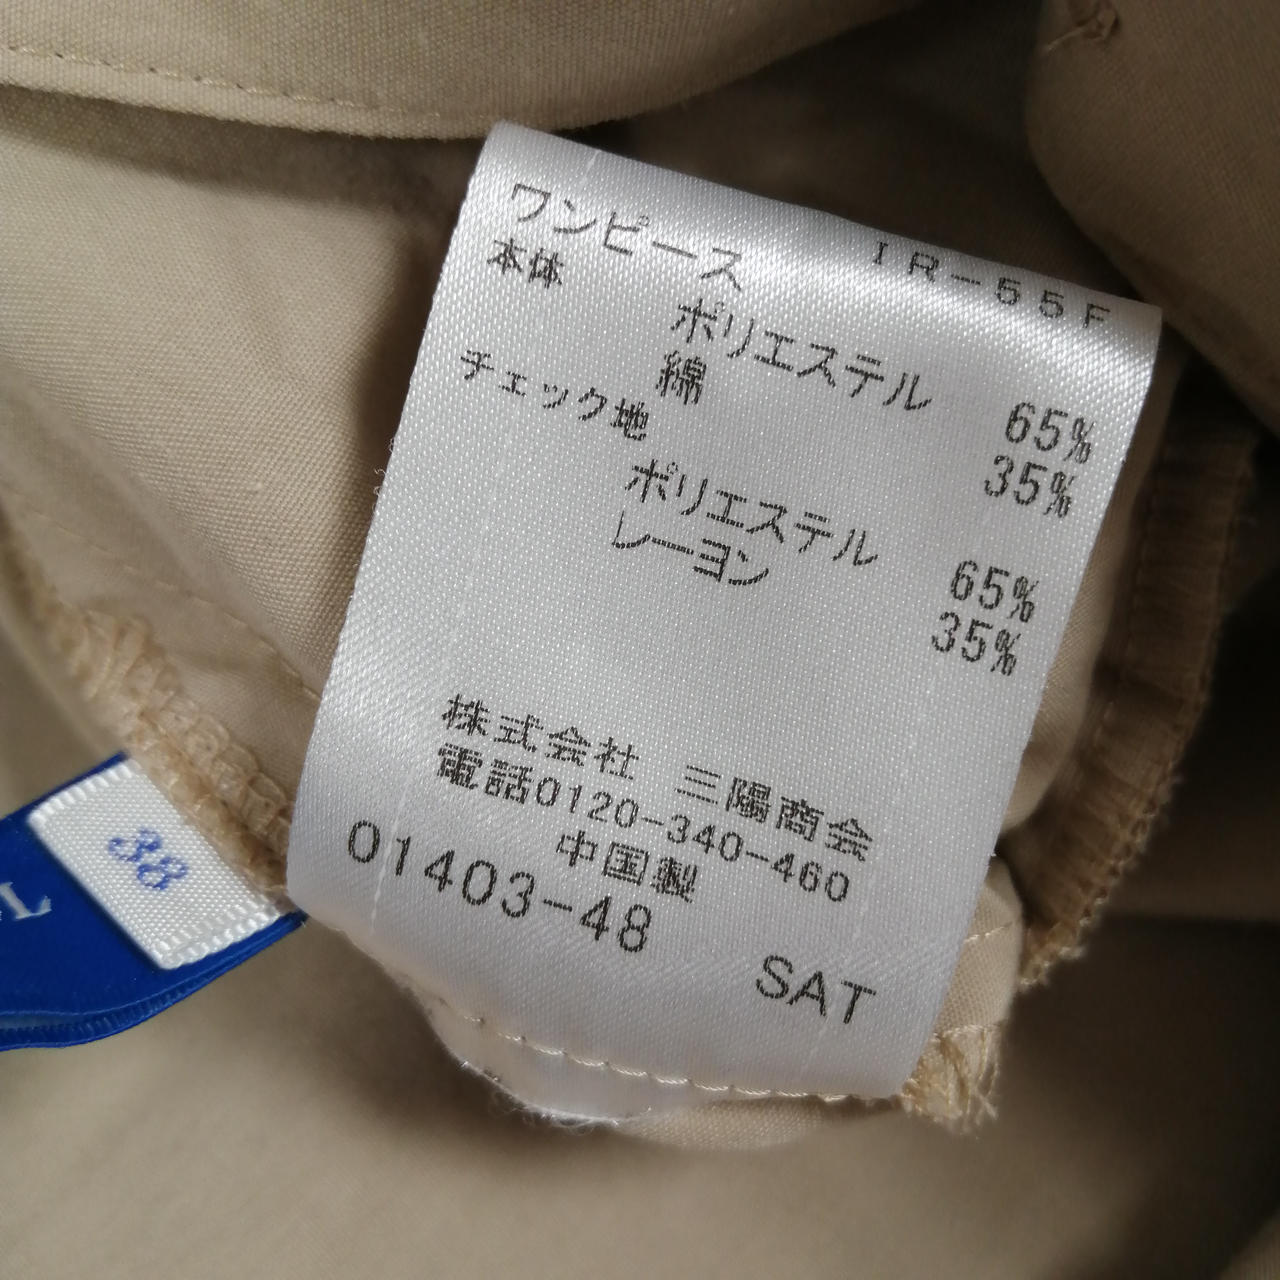 ワンピース IR-55F
本体
ポリエステル 65%
綿 35%
チェック地
ポリエステル 65%
レーヨン 35%
株式会社 三陽商会
電話0120-340-460
中国製
01403-48
SAT
38